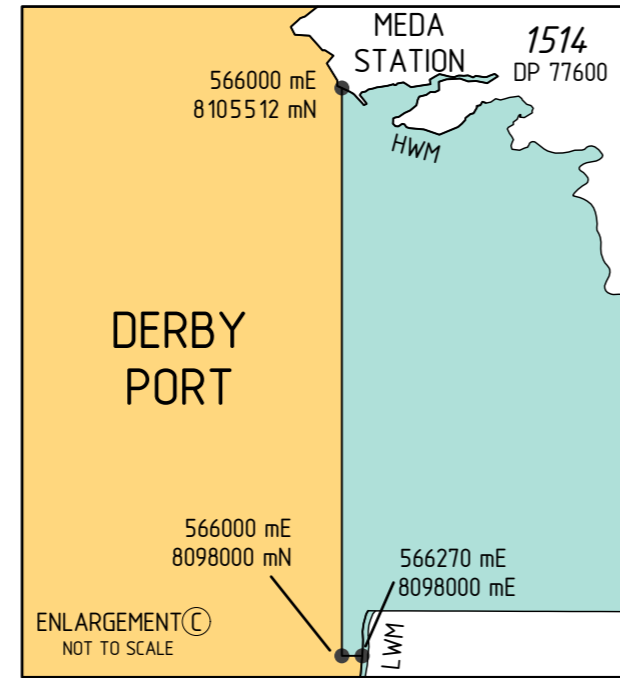 MEDA
STATION
1514
DP 77600
566000 mE
8105512 mN
HWM
DERBY
PORT
566000 mE
8098000 mN
566270 mE
8098000 mE
ENLARGEMENT Ⓒ
NOT TO SCALE
LWM